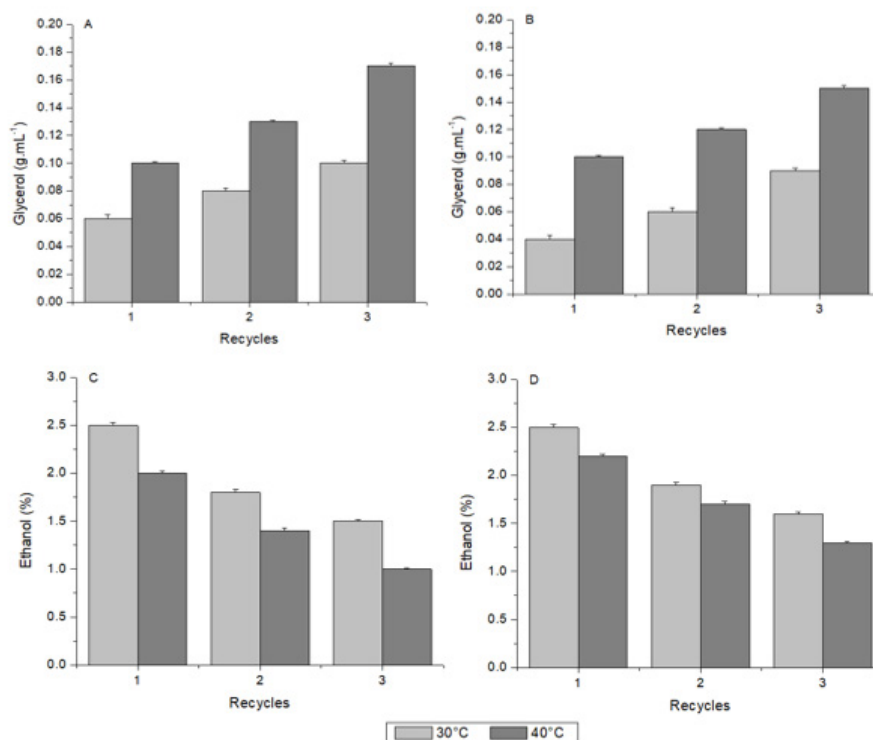 A
Glycerol (g.mL⁻¹)
0.20
0.18
0.16
0.14
0.12
0.10
0.08
0.06
0.04
0.02
0.00
1 2 3
Recycles
B
Glycerol (g.mL⁻¹)
0.20
0.18
0.16
0.14
0.12
0.10
0.08
0.06
0.04
0.02
0.00
1 2 3
Recycles
C
Ethanol (%)
3.0
2.5
2.0
1.5
1.0
0.5
0.0
1 2 3
Recycles
D
Ethanol (%)
3.0
2.5
2.0
1.5
1.0
0.5
0.0
1 2 3
Recycles
30°C 40°C